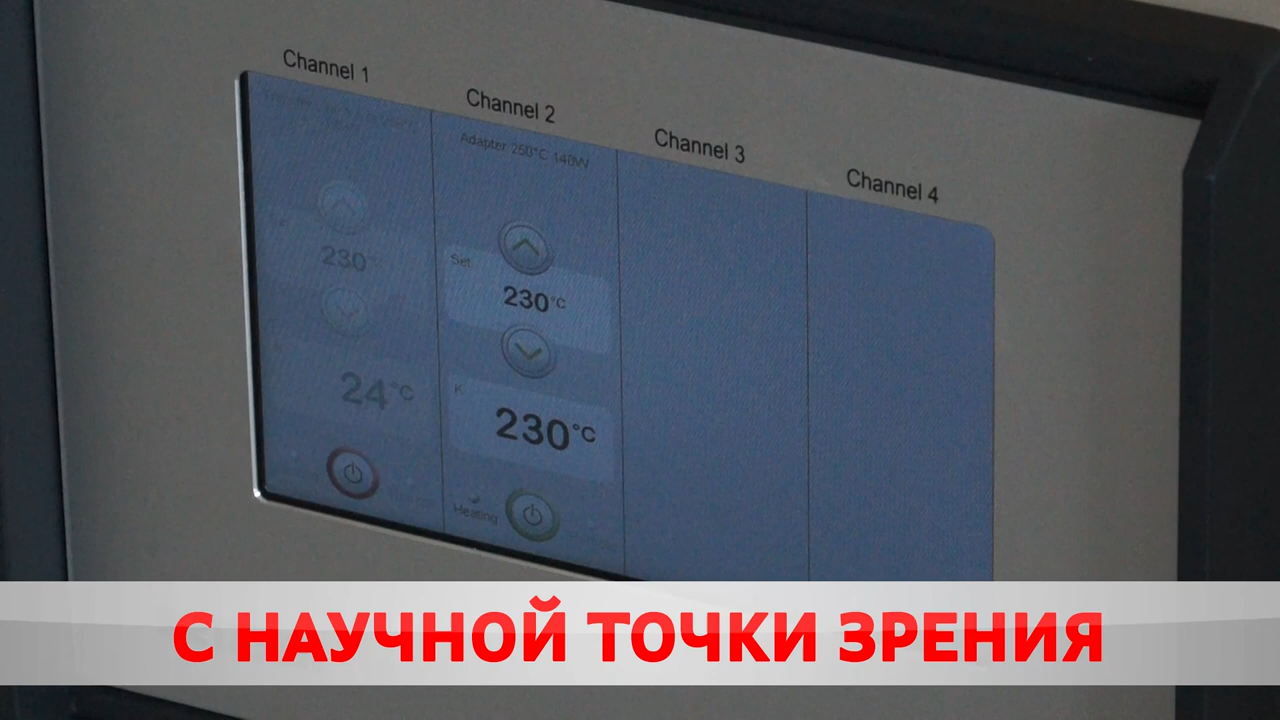 Channel 1
Channel 2
Channel 3
Channel 4
Adapter 250°C 140W
230°C
24°C
Set
230°C
K
230°C
Heating
С НАУЧНОЙ ТОЧКИ ЗРЕНИЯ